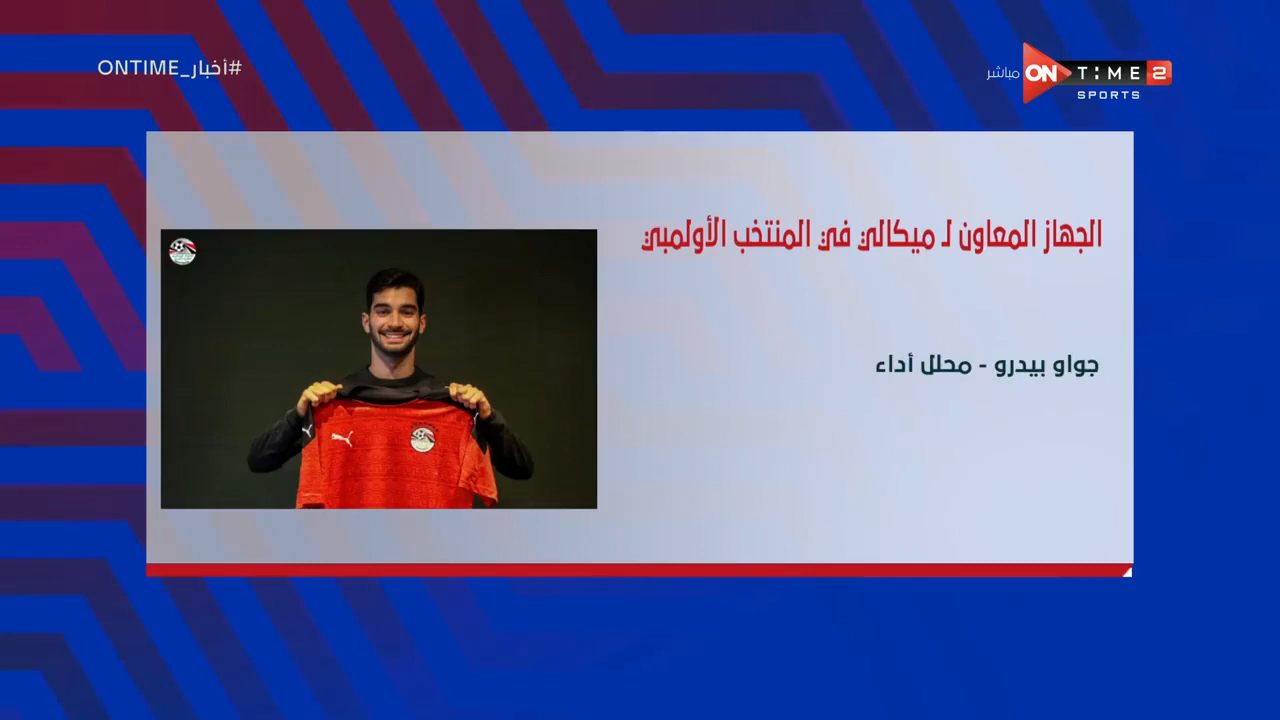 #أخبار_ONTIME
مباشر ON TIME 2
SPORTS
الجهاز المعاون لـ ميكالي في المنتخب الأولمبي
جواو بيدرو - محلل أداء